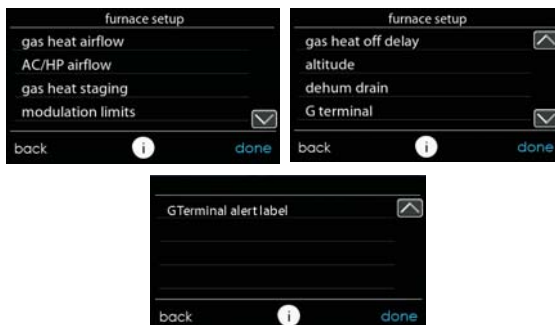 furnace setup
gas heat airflow
AC/HP airflow
gas heat staging
modulation limits
back i done
furnace setup
gas heat off delay
altitude
dehum drain
G terminal
back i done
GTerminal alert label
back i done